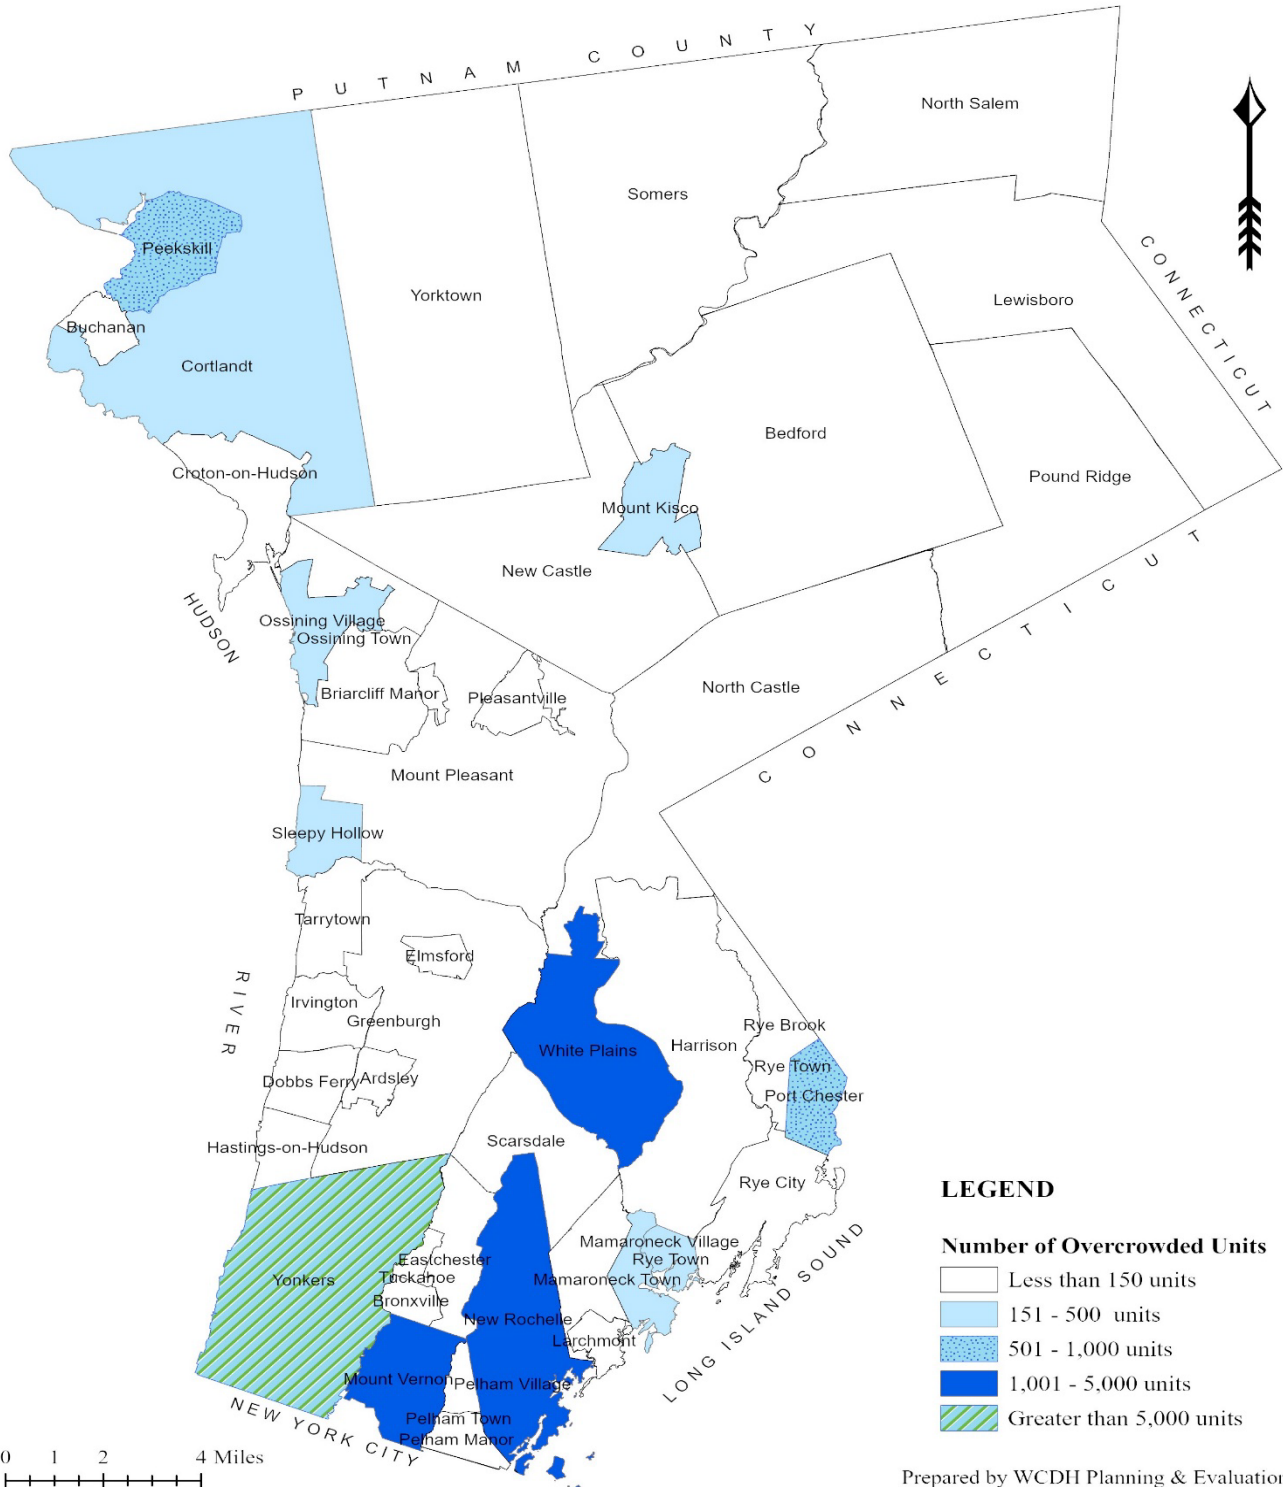 PUTNAM COUNTY
North Salem
Somers
Peekskill
Yorktown
Lewisboro
CONNECTICUT
Buchanan
Cortlandt
Bedford
Croton-on-Hudson
Pound Ridge
Mount Kisco
New Castle
HUDSON
Ossining Village
Ossining Town
CONNECTICUT
Briarcliff Manor
Pleasantville
North Castle
Mount Pleasant
Sleepy Hollow
Tarrytown
Elmsford
RIVER
Irvington
Greenburgh
White Plains
Harrison
Rye Brook
Rye Town
Dobbs Ferry
Ardsley
Port Chester
Hastings-on-Hudson
Scarsdale
Rye City
Mamaroneck Village
Eastchester
Rye Town
Yonkers
Tuckahoe
Mamaroneck Town
Bronxville
New Rochelle
Larchmont
LONG ISLAND SOUND
Mount Vernon
Pelham Village
Pelham Town
Pelham Manor
NEW YORK CITY
0 1 2 4 Miles
LEGEND
Number of Overcrowded Units
Less than 150 units
151 - 500 units
501 - 1,000 units
1,001 - 5,000 units
Greater than 5,000 units
Prepared by WCDH Planning & Evaluation